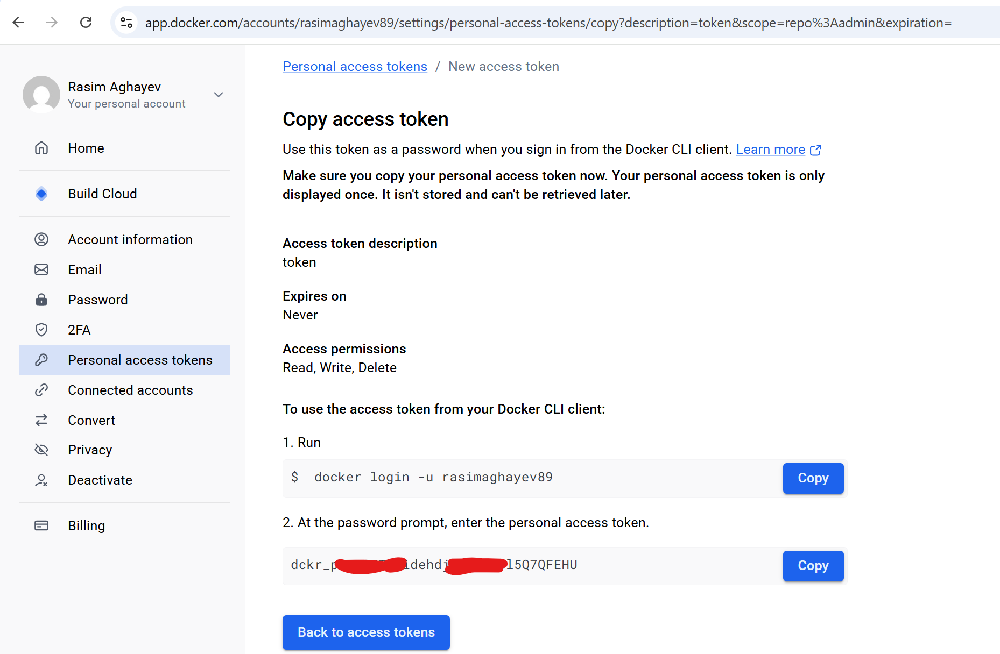 app.docker.com/accounts/rasimaghayev89/settings/personal-access-tokens/copy?description=token&scope=repo%3Aadmin&expiration=
Rasim Aghayev
Your personal account
Home
Build Cloud
Account information
Email
Password
2FA
Personal access tokens
Connected accounts
Convert
Privacy
Deactivate
Billing
Personal access tokens / New access token
Copy access token
Use this token as a password when you sign in from the Docker CLI client. Learn more
Make sure you copy your personal access token now. Your personal access token is only
displayed once. It isn't stored and can't be retrieved later.
Access token description
token
Expires on
Never
Access permissions
Read, Write, Delete
To use the access token from your Docker CLI client:
1. Run
$ docker login -u rasimaghayev89
Copy
2. At the password prompt, enter the personal access token.
Copy
Back to access tokens